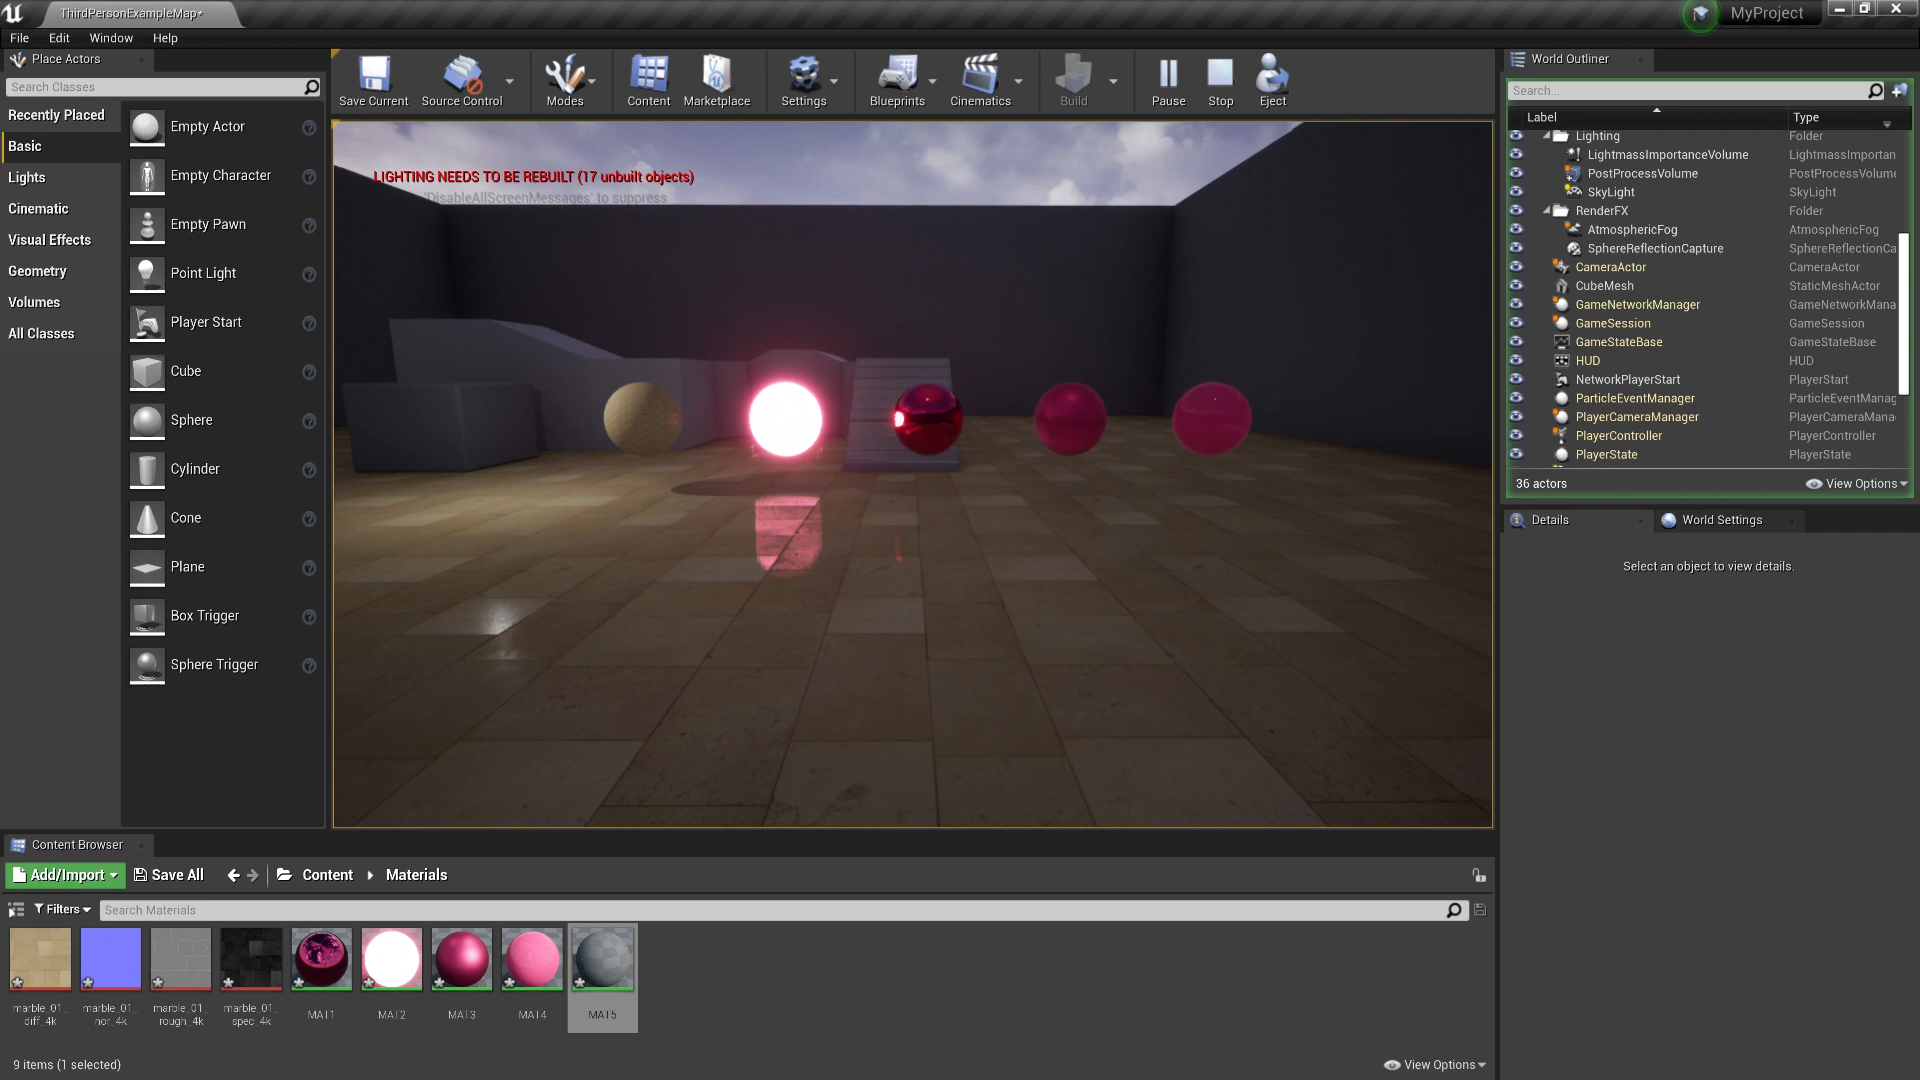 ThirdPersonExampleMap*
MyProject
File Edit Window Help
Place Actors
Search Classes
Recently Placed
Basic
Lights
Cinematic
Visual Effects
Geometry
Volumes
All Classes
Empty Actor
Empty Character
Empty Pawn
Point Light
Player Start
Cube
Sphere
Cylinder
Cone
Plane
Box Trigger
Sphere Trigger
Save Current
Source Control
Modes
Content
Marketplace
Settings
Blueprints
Cinematics
Build
Pause
Stop
Eject
LIGHTING NEEDS TO BE REBUILT (17 unbuilt objects)
'DisableAllScreenMessages' to suppress
World Outliner
Search...
Label Type
Lighting Folder
LightmassImportanceVolume LightmassImportan
PostProcessVolume PostProcessVolume
SkyLight SkyLight
RenderFX Folder
AtmosphericFog AtmosphericFog
SphereReflectionCapture SphereReflectionCa
CameraActor CameraActor
CubeMesh StaticMeshActor
GameNetworkManager GameNetworkMana
GameSession GameSession
GameStateBase GameStateBase
HUD HUD
NetworkPlayerStart PlayerStart
ParticleEventManager ParticleEventManag
PlayerCameraManager PlayerCameraMana
PlayerController PlayerController
PlayerState PlayerState
36 actors View Options
Details World Settings
Select an object to view details.
Content Browser
Add/Import Save All Content Materials
Filters Search Materials
marble_01_
diff_4k
marble_01_
nor_4k
marble_01_
rough_4k
marble_01_
spec_4k
MAT1
MAT2
MAT3
MAT4
MAT5
9 items (1 selected) View Options